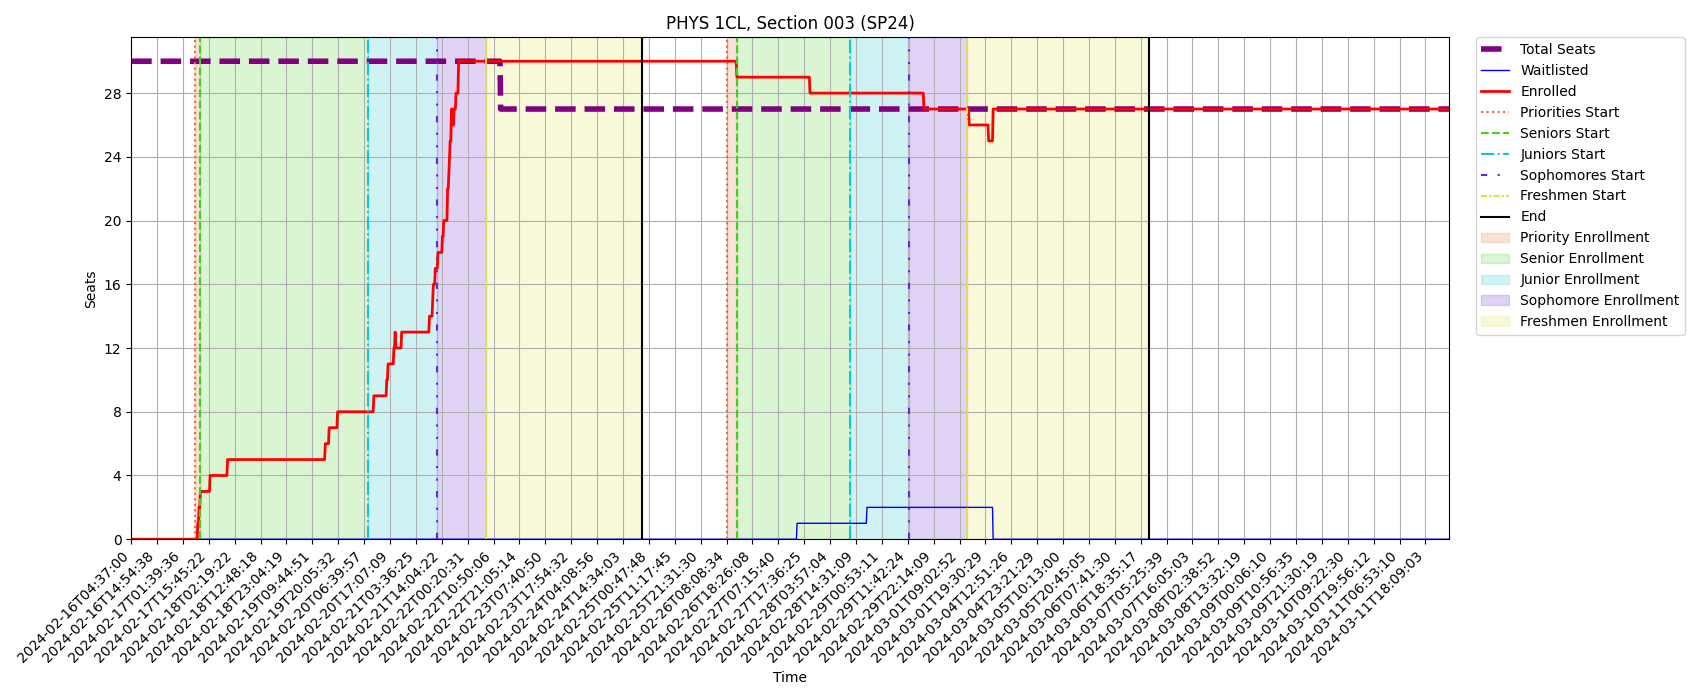 PHYS 1CL, Section 003 (SP24)
Seats
28
24
20
16
12
8
4
0
2024-02-16T04:37:00
2024-02-16T14:54:38
2024-02-17T01:39:36
2024-02-17T15:45:22
2024-02-18T02:19:22
2024-02-18T12:48:18
2024-02-18T23:04:19
2024-02-19T09:44:51
2024-02-19T20:05:32
2024-02-20T06:39:57
2024-02-20T17:07:09
2024-02-21T03:36:25
2024-02-21T14:04:22
2024-02-22T00:20:31
2024-02-22T10:50:06
2024-02-22T21:05:14
2024-02-23T07:40:50
2024-02-23T17:54:32
2024-02-24T04:08:56
2024-02-24T14:34:03
2024-02-25T00:47:48
2024-02-25T11:17:45
2024-02-25T21:31:30
2024-02-26T08:08:34
2024-02-26T18:26:08
2024-02-27T07:15:40
2024-02-27T17:36:25
2024-02-28T03:57:04
2024-02-28T14:31:09
2024-02-29T00:53:11
2024-02-29T11:42:24
2024-02-29T22:14:09
2024-03-01T09:02:52
2024-03-01T19:30:29
2024-03-04T12:51:26
2024-03-04T23:21:29
2024-03-05T10:13:00
2024-03-05T20:45:05
2024-03-06T07:41:30
2024-03-06T18:35:17
2024-03-07T05:25:39
2024-03-07T16:05:03
2024-03-08T02:38:52
2024-03-08T13:32:19
2024-03-09T00:06:10
2024-03-09T10:56:35
2024-03-09T21:30:19
2024-03-10T09:22:30
2024-03-10T19:56:12
2024-03-11T06:53:10
2024-03-11T18:09:03
Time
Total Seats
Waitlisted
Enrolled
Priorities Start
Seniors Start
Juniors Start
Sophomores Start
Freshmen Start
End
Priority Enrollment
Senior Enrollment
Junior Enrollment
Sophomore Enrollment
Freshmen Enrollment